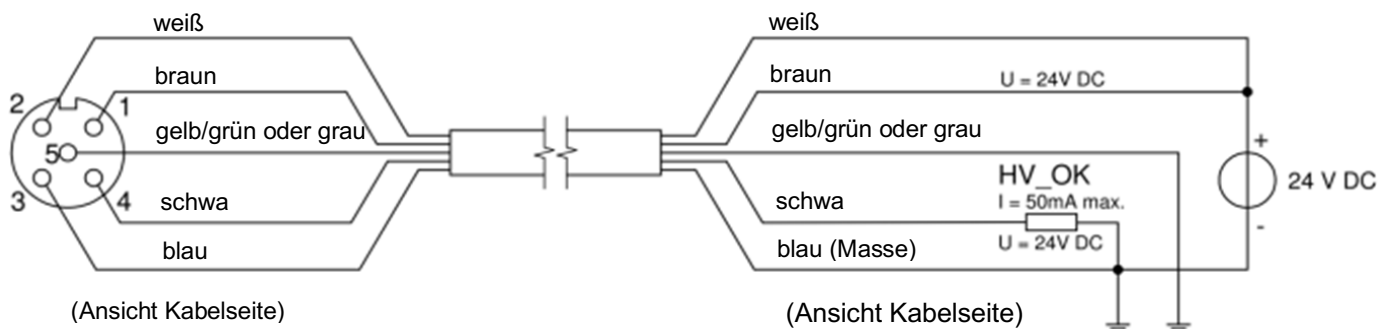 weiß
braun
2
1
gelb/grün oder grau
5
3
4
schwa
blau
(Ansicht Kabelseite)
weiß
braun
U = 24V DC
gelb/grün oder grau
+
24 V DC
-
HV_OK
I = 50mA max.
schwa
U = 24V DC
blau (Masse)
(Ansicht Kabelseite)